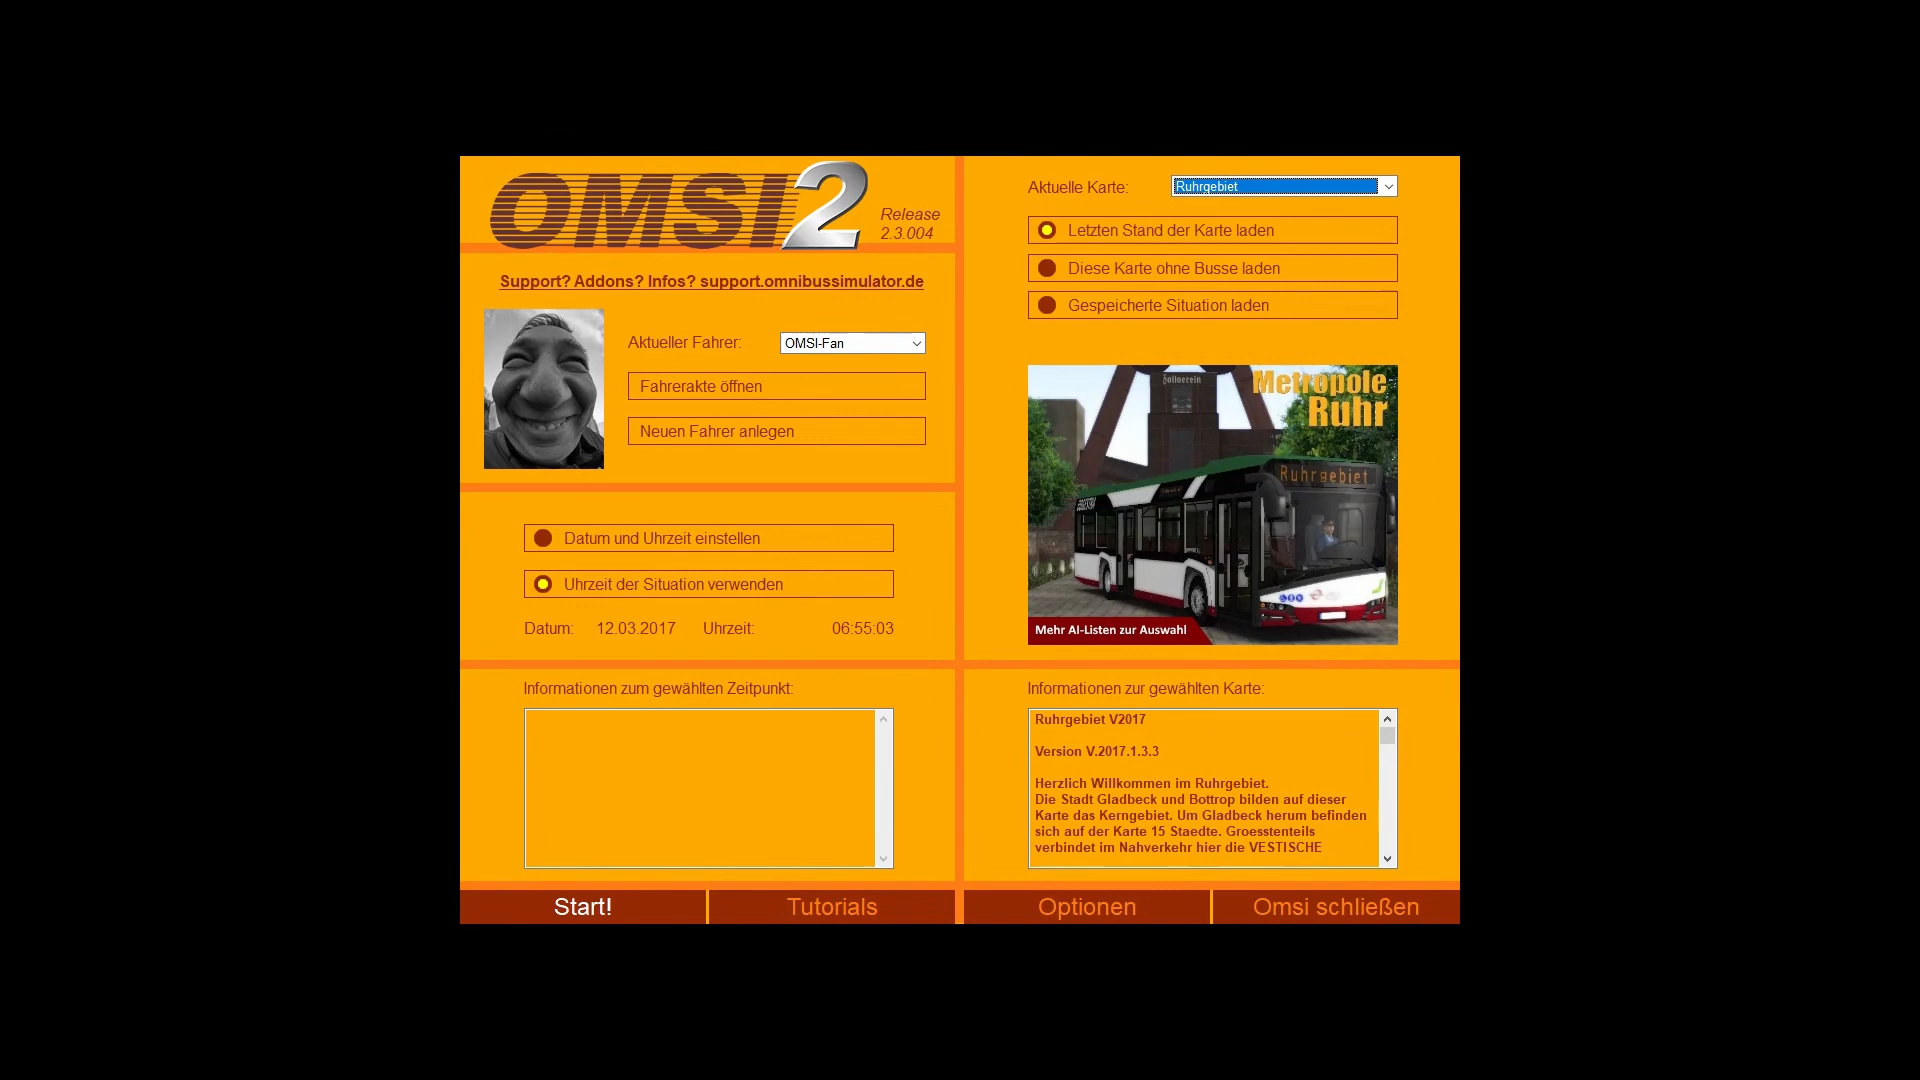 OMSI2
Release
2.3.004
Support? Addons? Infos? support.omnibussimulator.de
Aktueller Fahrer:
OMSI-Fan
Fahrerakte öffnen
Neuen Fahrer anlegen
Datum und Uhrzeit einstellen
Uhrzeit der Situation verwenden
Datum: 12.03.2017 Uhrzeit: 06:55:03
Informationen zum gewählten Zeitpunkt:
Aktuelle Karte:
Ruhrgebiet
Letzten Stand der Karte laden
Diese Karte ohne Busse laden
Gespeicherte Situation laden
Zollverein
Metropole
Ruhr
Ruhrgebiet
Mehr AI-Listen zur Auswahl
Informationen zur gewählten Karte:
Ruhrgebiet V2017
Version V.2017.1.3.3
Herzlich Willkommen im Ruhrgebiet.
Die Stadt Gladbeck und Bottrop bilden auf dieser
Karte das Kerngebiet. Um Gladbeck herum befinden
sich auf der Karte 15 Staedte. Groesstenteils
verbindet im Nahverkehr hier die VESTISCHE
Start!
Tutorials
Optionen
Omsi schließen